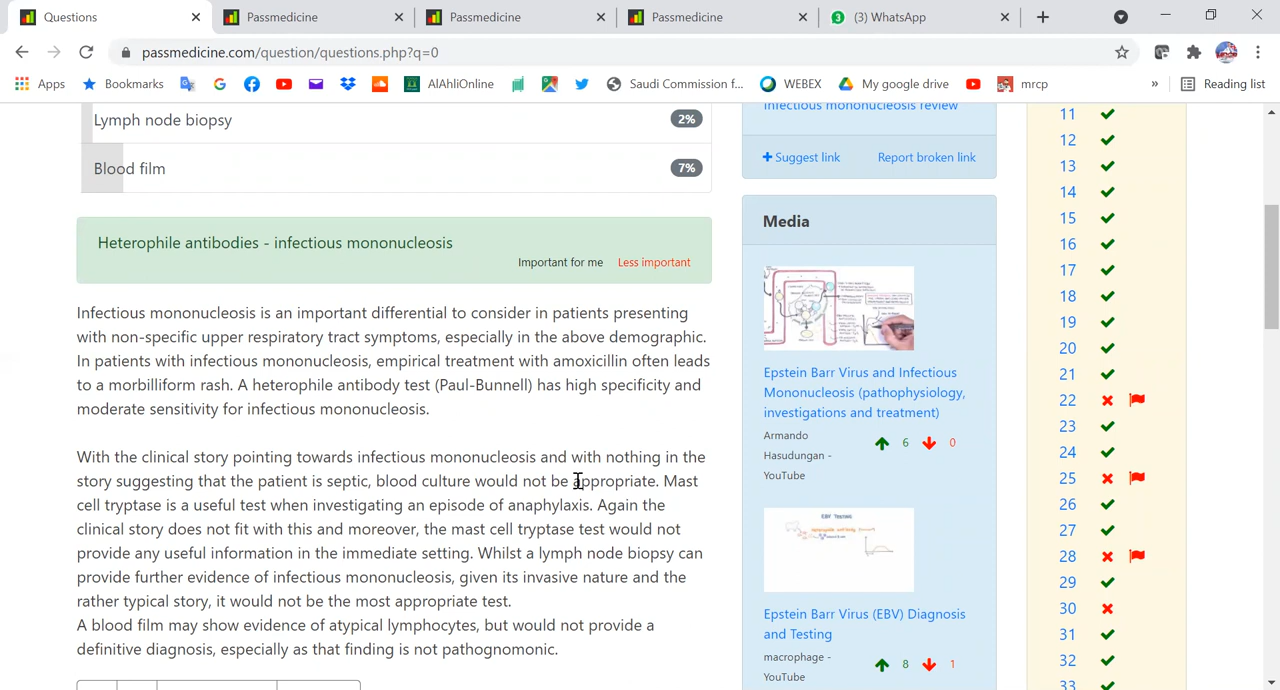 Questions
Passmedicine
Passmedicine
Passmedicine
3
(3) WhatsApp
passmedicine.com/question/questions.php?q=0
Apps
Bookmarks
AlAhliOnline
Saudi Commission f...
WEBEX
My google drive
mrcp
»
Reading list
Lymph node biopsy
2%
Blood film
7%
Heterophile antibodies - infectious mononucleosis
Important for me
Less important
Infectious mononucleosis is an important differential to consider in patients presenting
with non-specific upper respiratory tract symptoms, especially in the above demographic.
In patients with infectious mononucleosis, empirical treatment with amoxicillin often leads
to a morbilliform rash. A heterophile antibody test (Paul-Bunnell) has high specificity and
moderate sensitivity for infectious mononucleosis.
With the clinical story pointing towards infectious mononucleosis and with nothing in the
story suggesting that the patient is septic, blood culture would not be appropriate. Mast
cell tryptase is a useful test when investigating an episode of anaphylaxis. Again the
clinical story does not fit with this and moreover, the mast cell tryptase test would not
provide any useful information in the immediate setting. Whilst a lymph node biopsy can
provide further evidence of infectious mononucleosis, given its invasive nature and the
rather typical story, it would not be the most appropriate test.
A blood film may show evidence of atypical lymphocytes, but would not provide a
definitive diagnosis, especially as that finding is not pathognomonic.
Infectious mononucleosis review
Suggest link
Report broken link
Media
Epstein Barr Virus and Infectious
Mononucleosis (pathophysiology,
investigations and treatment)
Armando
Hasudungan -
YouTube
6
0
EBV TESTING
Epstein Barr Virus (EBV) Diagnosis
and Testing
macrophage -
YouTube
8
1
11
12
13
14
15
16
17
18
19
20
21
22
23
24
25
26
27
28
29
30
31
32
33